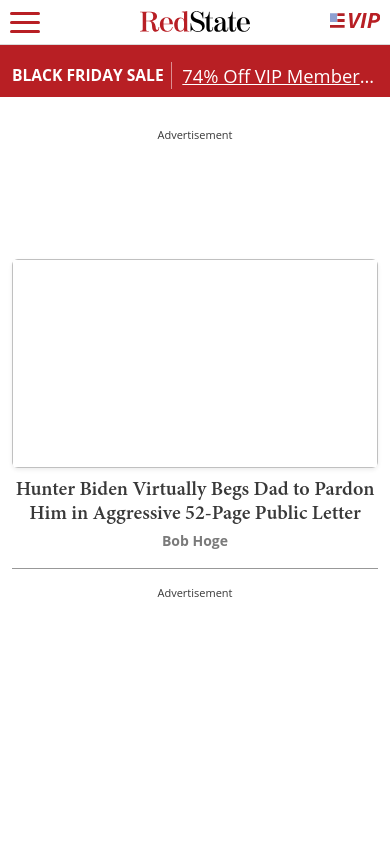 RedState
VIP
BLACK FRIDAY SALE
74% Off VIP Member...
Advertisement
Hunter Biden Virtually Begs Dad to Pardon
Him in Aggressive 52-Page Public Letter
Bob Hoge
Advertisement